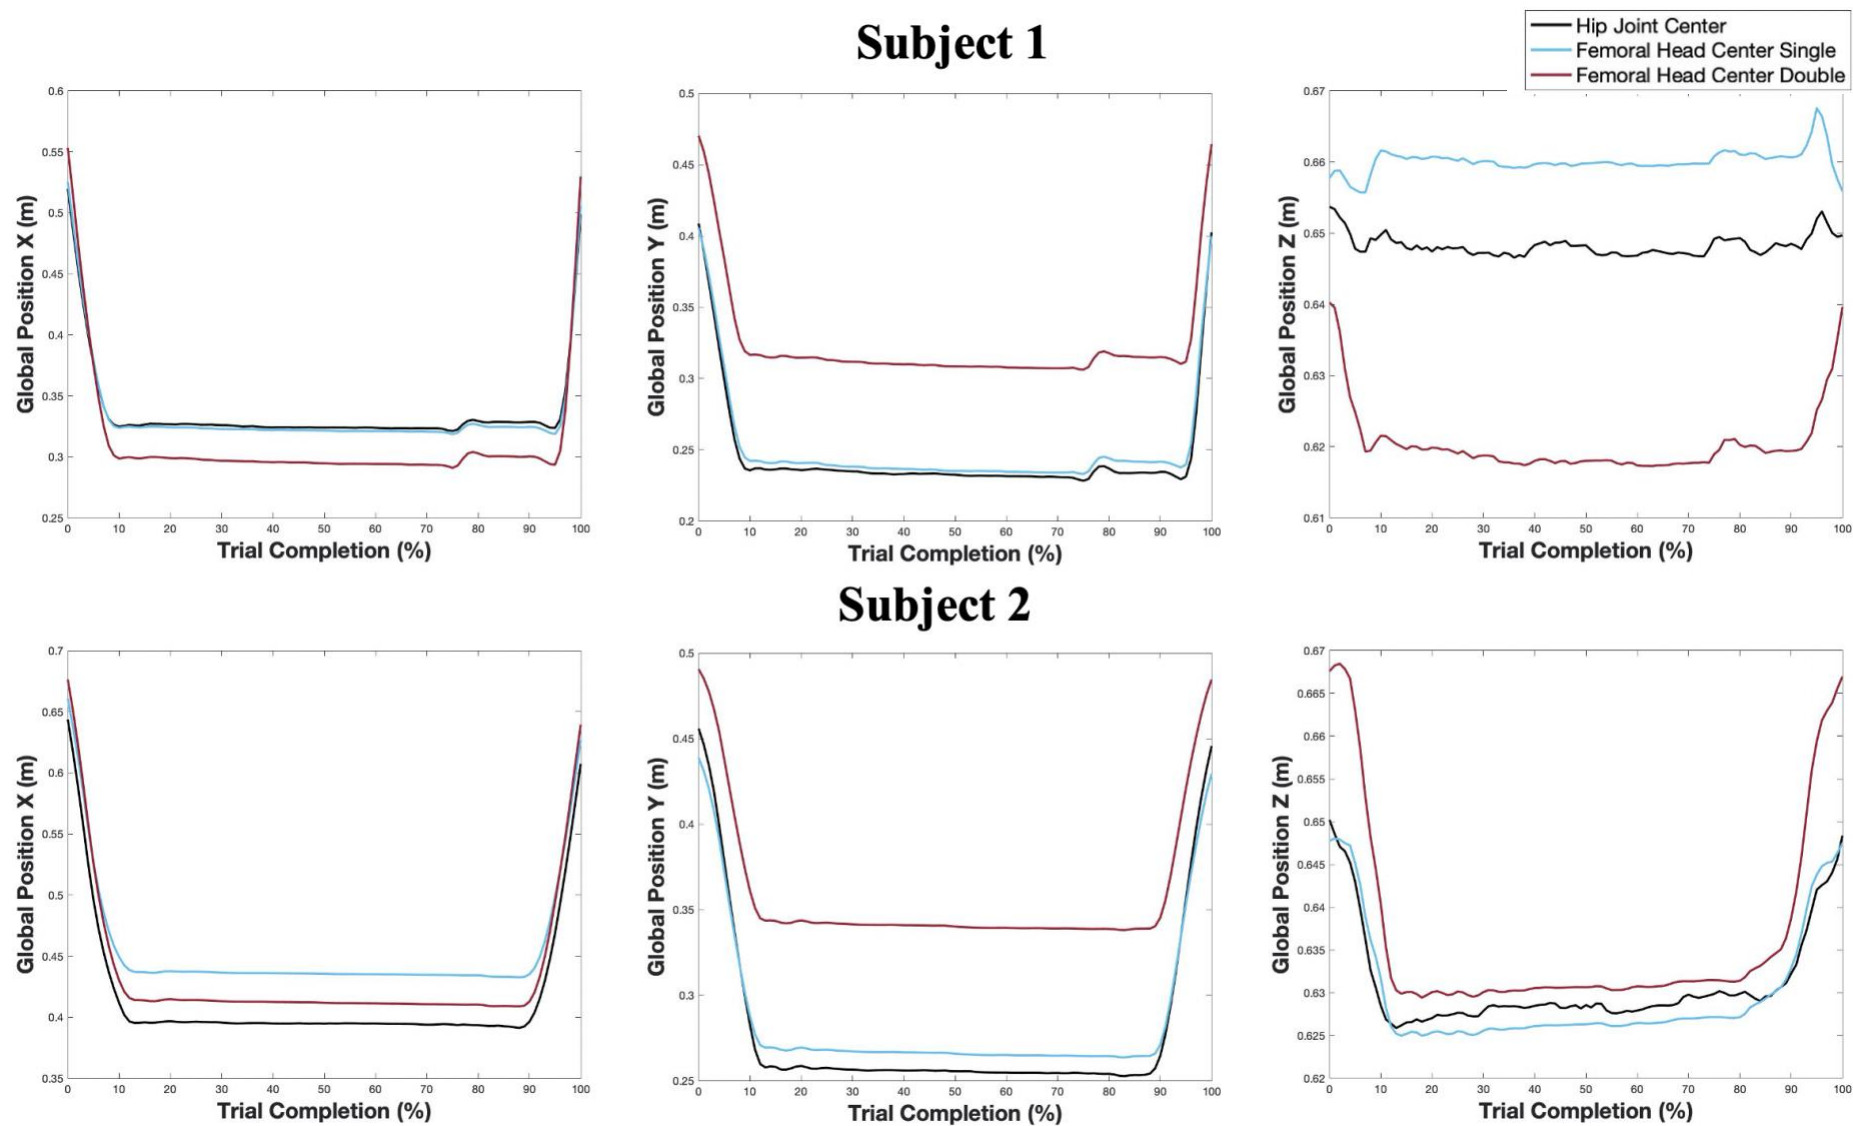 Subject 1
Hip Joint Center
Femoral Head Center Single
Femoral Head Center Double
Global Position X (m)
0.6
0.55
0.5
0.45
0.4
0.35
0.3
0.25
0 10 20 30 40 50 60 70 80 90 100
Trial Completion (%)
Global Position Y (m)
0.5
0.45
0.4
0.35
0.3
0.25
0.2
0 10 20 30 40 50 60 70 80 90 100
Trial Completion (%)
Global Position Z (m)
0.67
0.66
0.65
0.64
0.63
0.62
0.61
0 10 20 30 40 50 60 70 80 90 100
Trial Completion (%)
Subject 2
Global Position X (m)
0.7
0.65
0.6
0.55
0.5
0.45
0.4
0.35
0 10 20 30 40 50 60 70 80 90 100
Trial Completion (%)
Global Position Y (m)
0.5
0.45
0.4
0.35
0.3
0.25
0 10 20 30 40 50 60 70 80 90 100
Trial Completion (%)
Global Position Z (m)
0.67
0.665
0.66
0.655
0.65
0.645
0.64
0.635
0.63
0.625
0.62
0 10 20 30 40 50 60 70 80 90 100
Trial Completion (%)